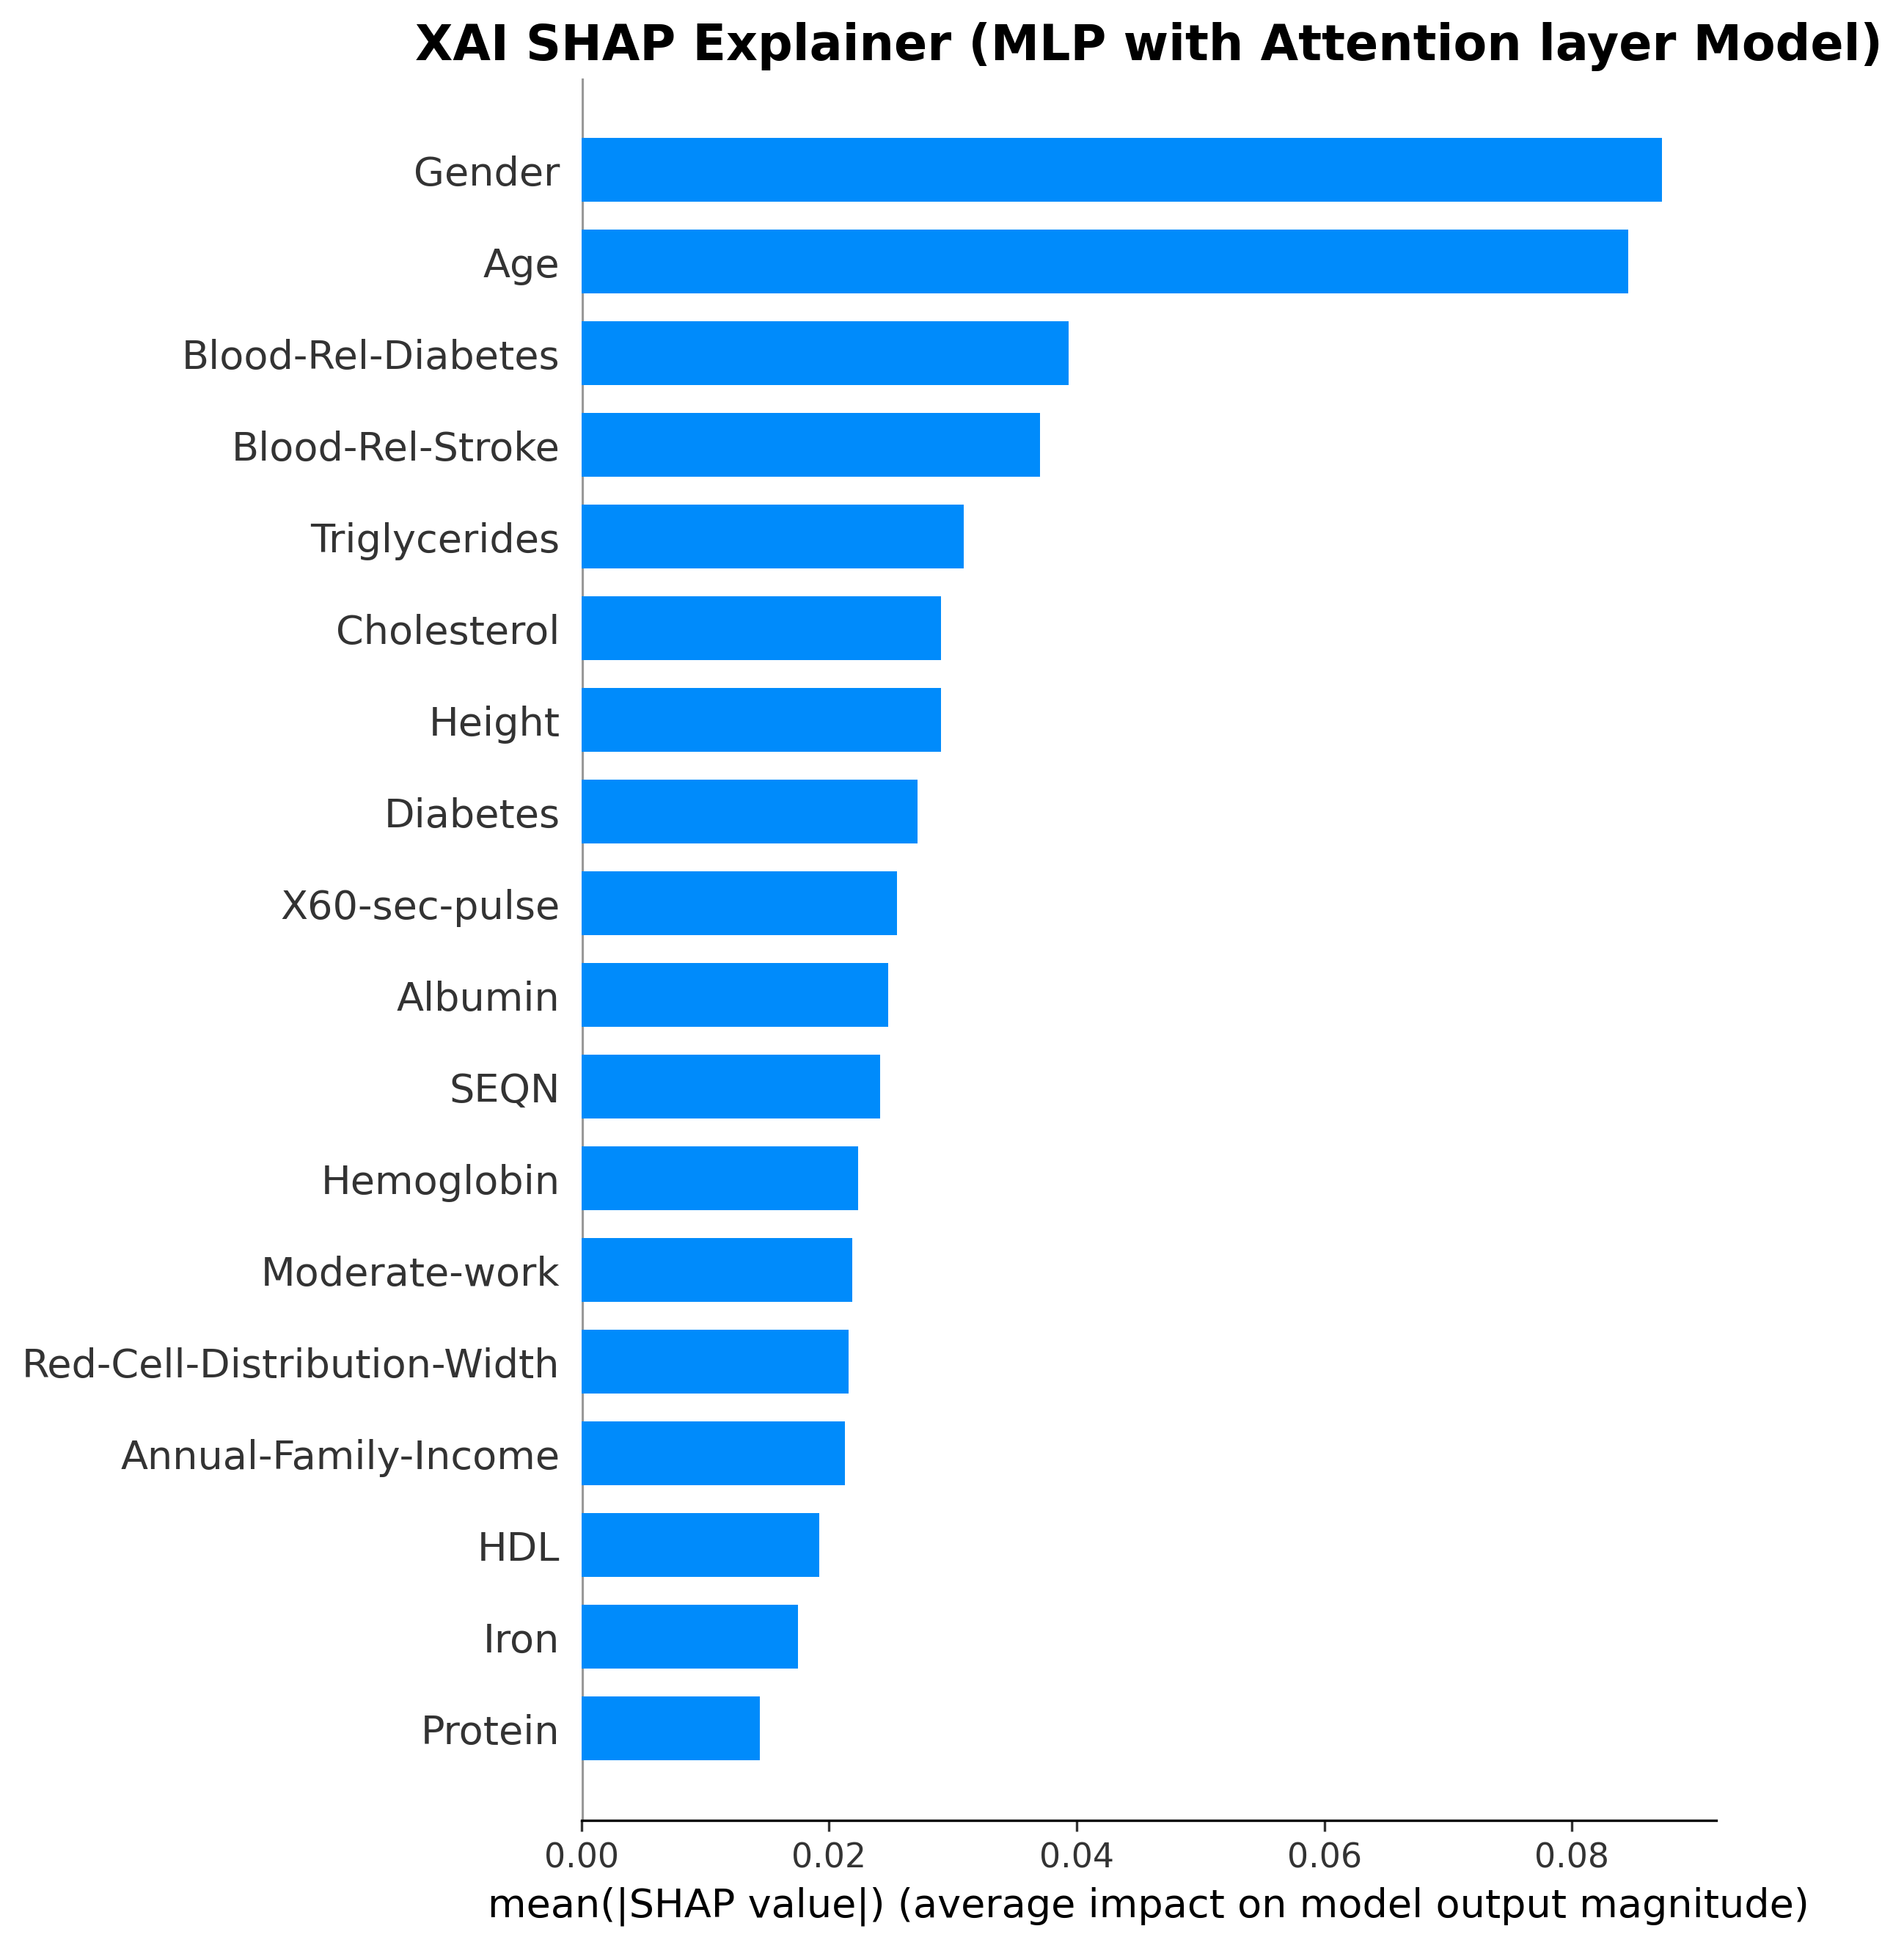 XAI SHAP Explainer (MLP with Attention layer Model)
Gender
Age
Blood-Rel-Diabetes
Blood-Rel-Stroke
Triglycerides
Cholesterol
Height
Diabetes
X60-sec-pulse
Albumin
SEQN
Hemoglobin
Moderate-work
Red-Cell-Distribution-Width
Annual-Family-Income
HDL
Iron
Protein
0.00 0.02 0.04 0.06 0.08
mean(|SHAP value|) (average impact on model output magnitude)